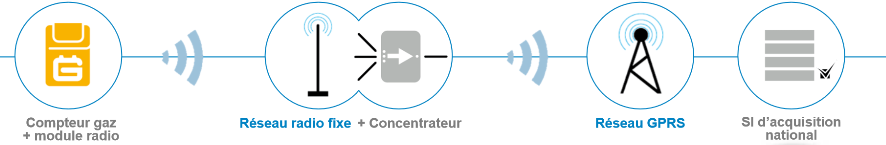 Compteur gaz
+ module radio
Réseau radio fixe + Concentrateur
Réseau GPRS
SI d'acquisition
national